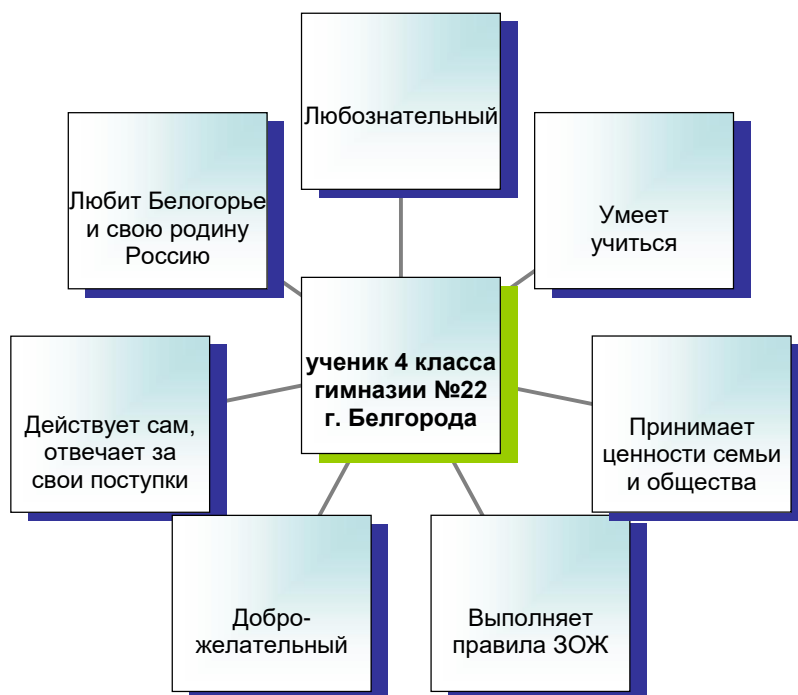 Любознательный
Любит Белогорье
и свою родину
Россию
Умеет
учиться
ученик 4 класса
гимназии №22
г. Белгорода
Действует сам,
отвечает за
свои поступки
Принимает
ценности семьи
и общества
Добро-
желательный
Выполняет
правила ЗОЖ